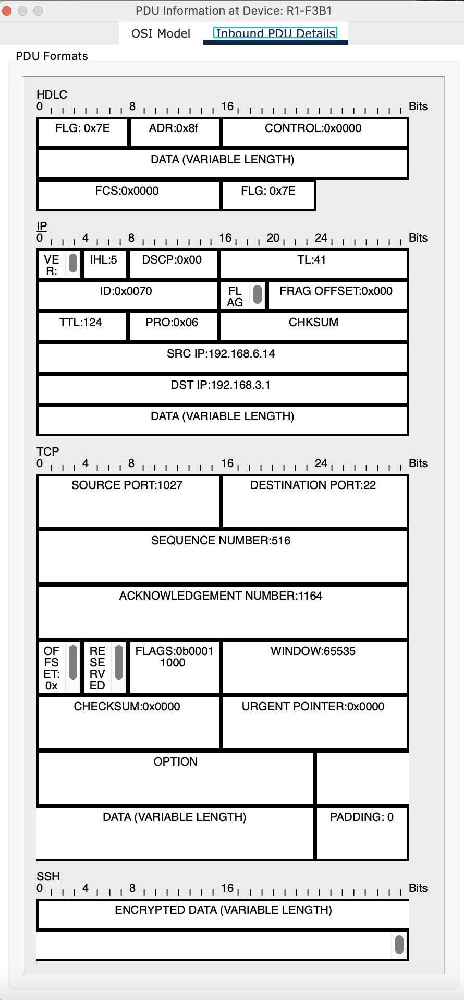 PDU Information at Device: R1-F3B1
OSI Model Inbound PDU Details
PDU Formats
HDLC
0 8 16 Bits
FLG: 0x7E ADR:0x8f CONTROL:0x0000
DATA (VARIABLE LENGTH)
FCS:0x0000 FLG: 0x7E
IP
0 4 8 16 20 24 Bits
VE
R:
IHL:5 DSCP:0x00 TL:41
ID:0x0070
FL
AG
FRAG OFFSET:0x000
TTL:124 PRO:0x06 CHKSUM
SRC IP:192.168.6.14
DST IP:192.168.3.1
DATA (VARIABLE LENGTH)
TCP
0 4 8 16 24 Bits
SOURCE PORT:1027 DESTINATION PORT:22
SEQUENCE NUMBER:516
ACKNOWLEDGEMENT NUMBER:1164
OF
FS
ET:
0x
RE
SE
RV
ED
FLAGS:0b0001
1000
WINDOW:65535
CHECKSUM:0x0000 URGENT POINTER:0x0000
OPTION
DATA (VARIABLE LENGTH) PADDING: 0
SSH
0 4 8 16 Bits
ENCRYPTED DATA (VARIABLE LENGTH)